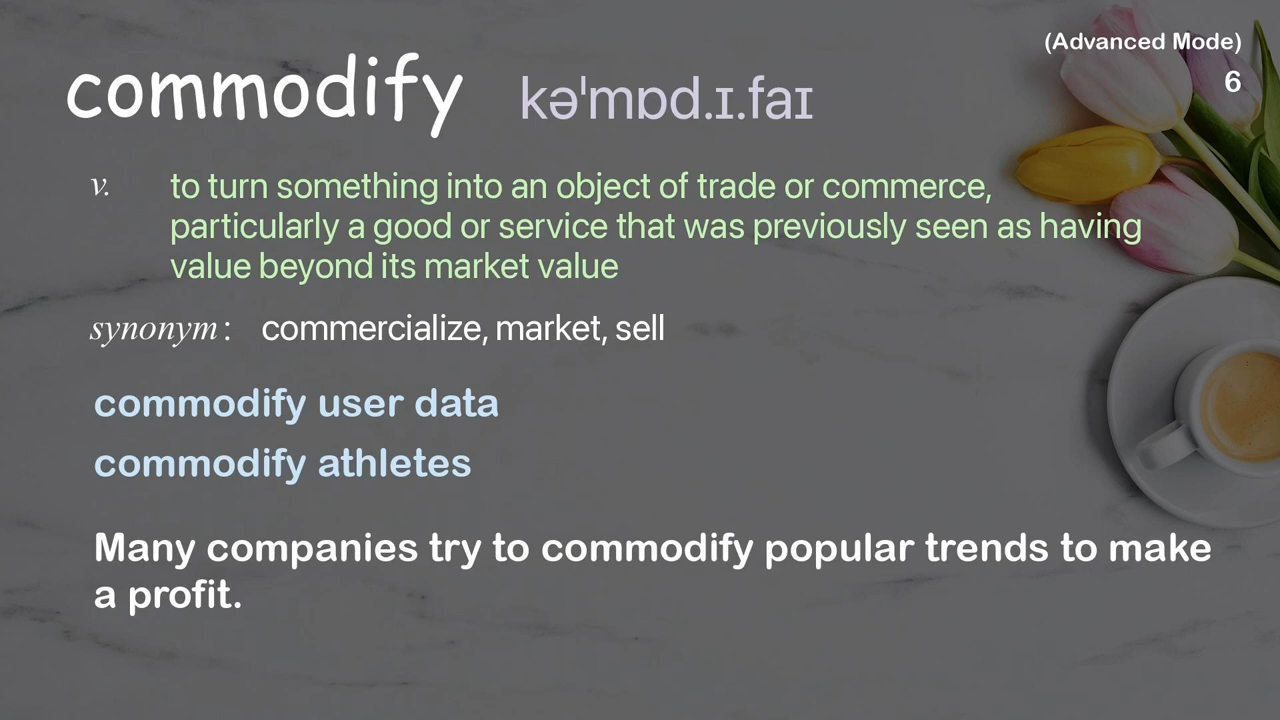 (Advanced Mode)
6
commodify kəˈmɒd.ɪ.faɪ
v. to turn something into an object of trade or commerce,
particularly a good or service that was previously seen as having
value beyond its market value
synonym: commercialize, market, sell
commodify user data
commodify athletes
Many companies try to commodify popular trends to make
a profit.